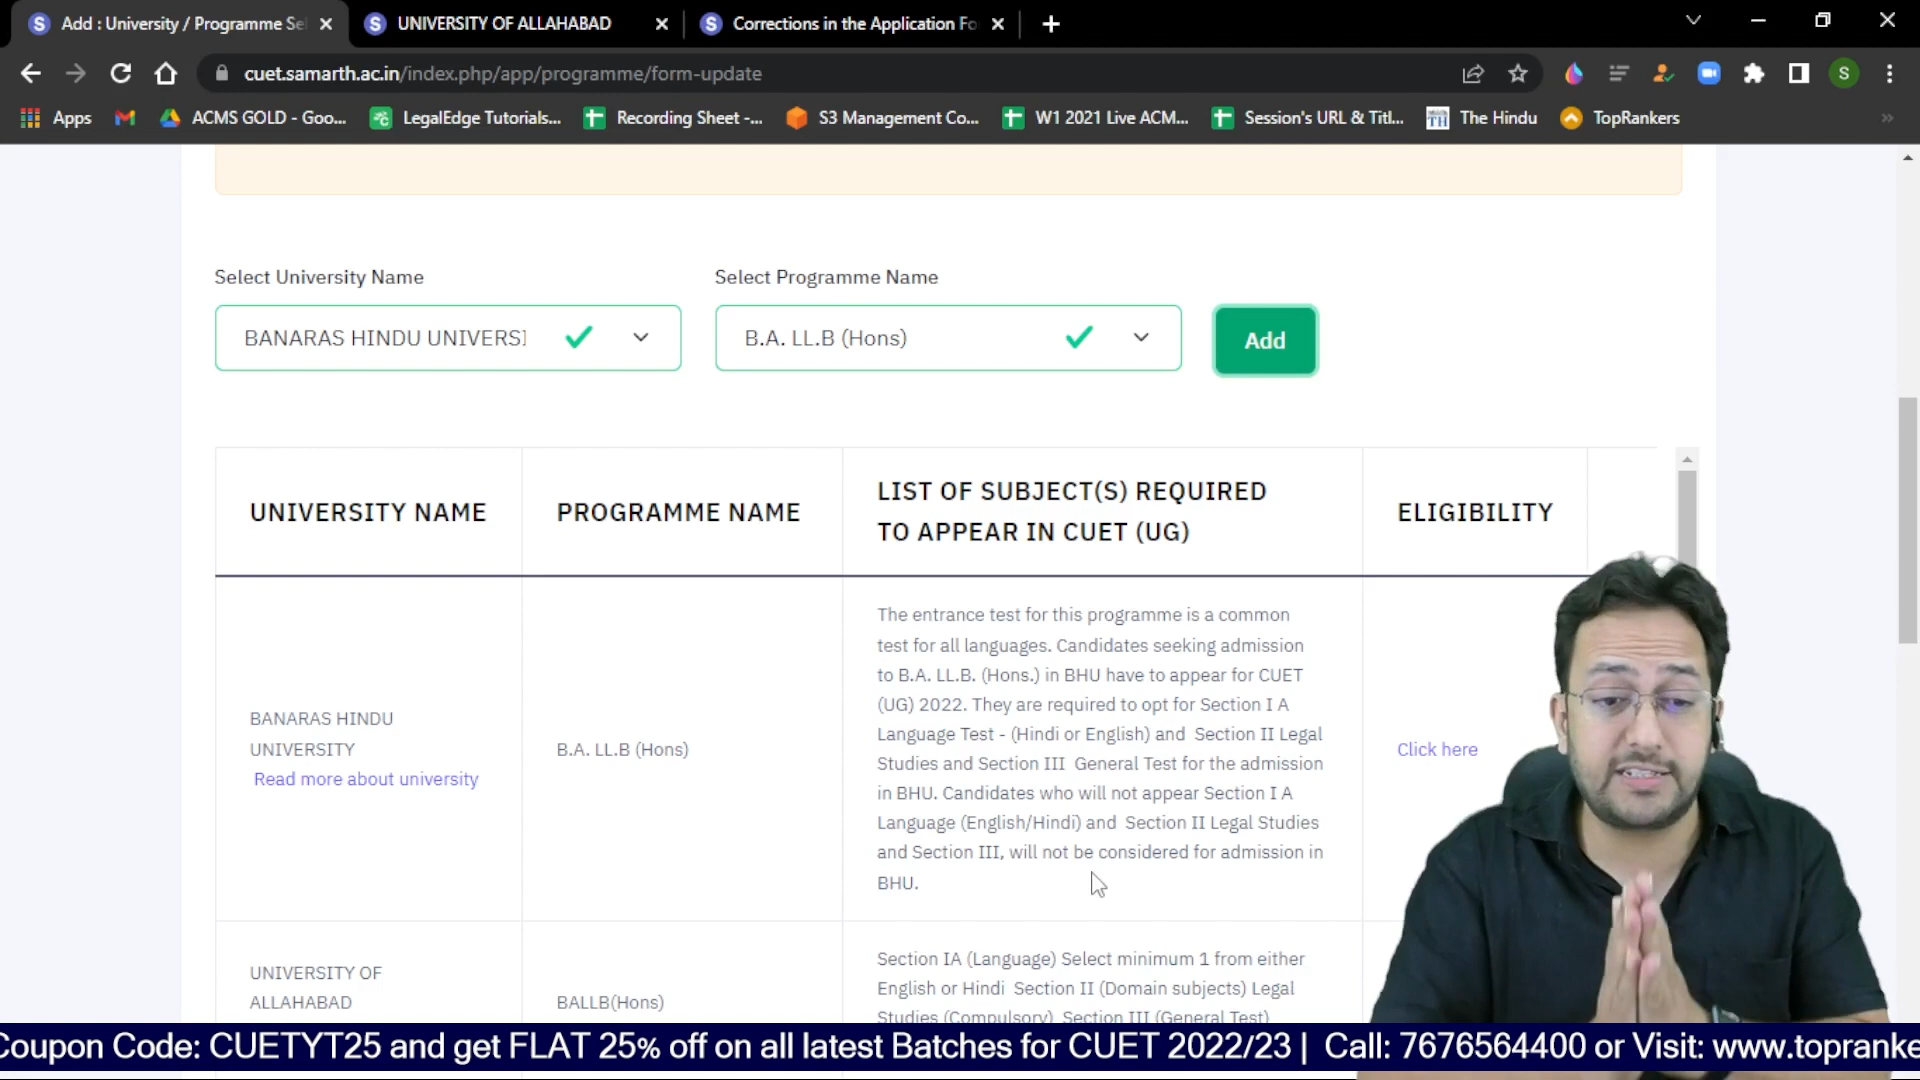 Add : University / Programme Se
UNIVERSITY OF ALLAHABAD
Corrections in the Application Fo
cuet.samarth.ac.in/index.php/app/programme/form-update
S
Apps
ACMS GOLD - Goo...
LegalEdge Tutorials...
Recording Sheet -...
S3 Management Co...
W1 2021 Live ACM...
Session's URL & Titl...
The Hindu
TopRankers
Select University Name
Select Programme Name
BANARAS HINDU UNIVERSI
B.A. LL.B (Hons)
Add
UNIVERSITY NAME
PROGRAMME NAME
LIST OF SUBJECT(S) REQUIRED
TO APPEAR IN CUET (UG)
ELIGIBILITY
BANARAS HINDU
UNIVERSITY
Read more about university
B.A. LL.B (Hons)
The entrance test for this programme is a common
test for all languages. Candidates seeking admission
to B.A. LL.B. (Hons.) in BHU have to appear for CUET
(UG) 2022. They are required to opt for Section I A
Language Test - (Hindi or English) and Section II Legal
Studies and Section III General Test for the admission
in BHU. Candidates who will not appear Section I A
Language (English/Hindi) and Section II Legal Studies
and Section III, will not be considered for admission in
BHU.
Click here
UNIVERSITY OF
ALLAHABAD
BALLB(Hons)
Section IA (Language) Select minimum 1 from either
English or Hindi Section II (Domain subjects) Legal
Studies (Compulsory) Section III (General Test)
Coupon Code: CUETYT25 and get FLAT 25% off on all latest Batches for CUET 2022/23 | Call: 7676564400 or Visit: www.topranke